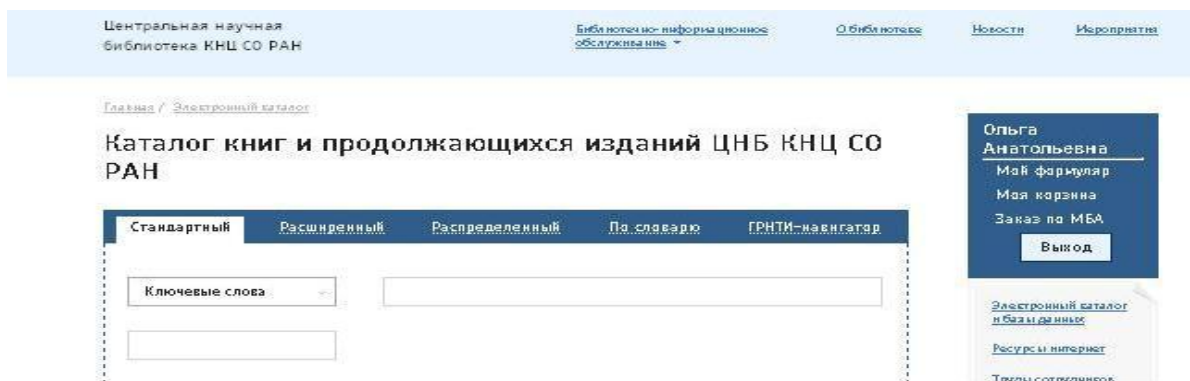 Центральная научная
библиотека КНЦ СО РАН
Библиотечно-информационное
обслуживание
О библиотеке
Новости
Мероприятия
Главная / Электронный каталог
Каталог книг и продолжающихся изданий ЦНБ КНЦ СО
РАН
Ольга
Анатольевна
Мой формуляр
Моя корзина
Заказ по МБА
Выход
Стандартный
Расширенный
Распределенный
По словарю
ГРНТИ-навигатор
Ключевые слова
Электронный каталог
и базы данных
Ресурсы интернет
Труды сотрудников